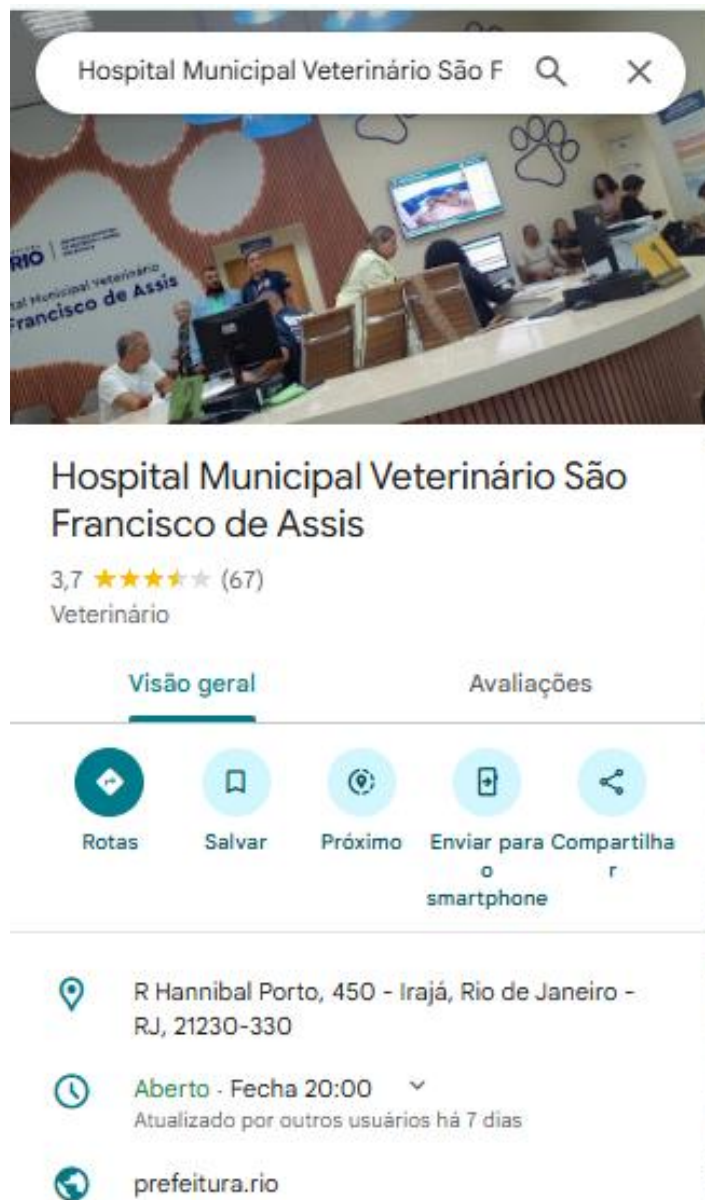 Hospital Municipal Veterinário São F
RIO
Municipal Veterinário
Francisco de Assis
Hospital Municipal Veterinário São
Francisco de Assis
3,7 (67)
Veterinário
Visão geral
Avaliações
Rotas
Salvar
Próximo
Enviar para
o
smartphone
Compartilha
r
R Hannibal Porto, 450 - Irajá, Rio de Janeiro -
RJ, 21230-330
Aberto · Fecha 20:00
Atualizado por outros usuários há 7 dias
prefeitura.rio